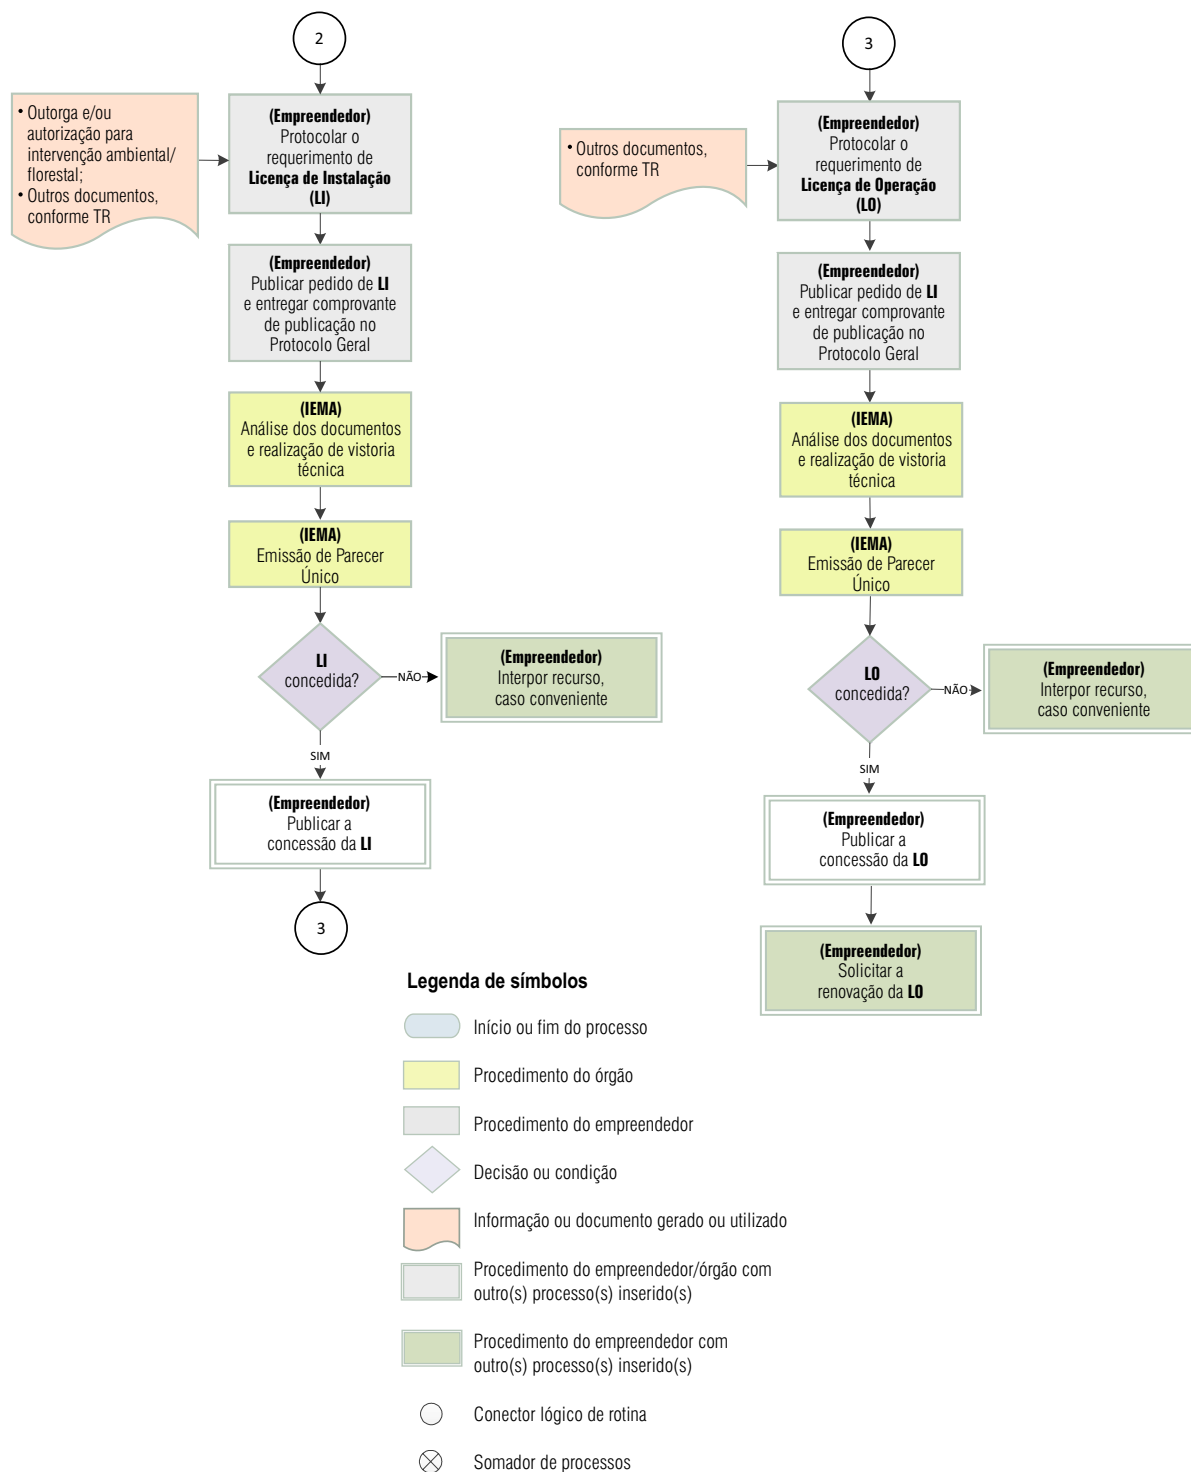 2
• Outorga e/ou
autorização para
intervenção ambiental/
florestal;
• Outros documentos,
conforme TR
(Empreendedor)
Protocolar o
requerimento de
Licença de Instalação
(LI)
(Empreendedor)
Publicar pedido de LI
e entregar comprovante
de publicação no
Protocolo Geral
(IEMA)
Análise dos documentos
e realização de vistoria
técnica
(IEMA)
Emissão de Parecer
Único
LI
concedida?
NÃO
(Empreendedor)
Interpor recurso,
caso conveniente
SIM
(Empreendedor)
Publicar a
concessão da LI
3
3
• Outros documentos,
conforme TR
(Empreendedor)
Protocolar o
requerimento de
Licença de Operação
(LO)
(Empreendedor)
Publicar pedido de LI
e entregar comprovante
de publicação no
Protocolo Geral
(IEMA)
Análise dos documentos
e realização de vistoria
técnica
(IEMA)
Emissão de Parecer
Único
LO
concedida?
NÃO
(Empreendedor)
Interpor recurso,
caso conveniente
SIM
(Empreendedor)
Publicar a
concessão da LO
(Empreendedor)
Solicitar a
renovação da LO
Legenda de símbolos
Início ou fim do processo
Procedimento do órgão
Procedimento do empreendedor
Decisão ou condição
Informação ou documento gerado ou utilizado
Procedimento do empreendedor/órgão com
outro(s) processo(s) inserido(s)
Procedimento do empreendedor com
outro(s) processo(s) inserido(s)
Conector lógico de rotina
Somador de processos